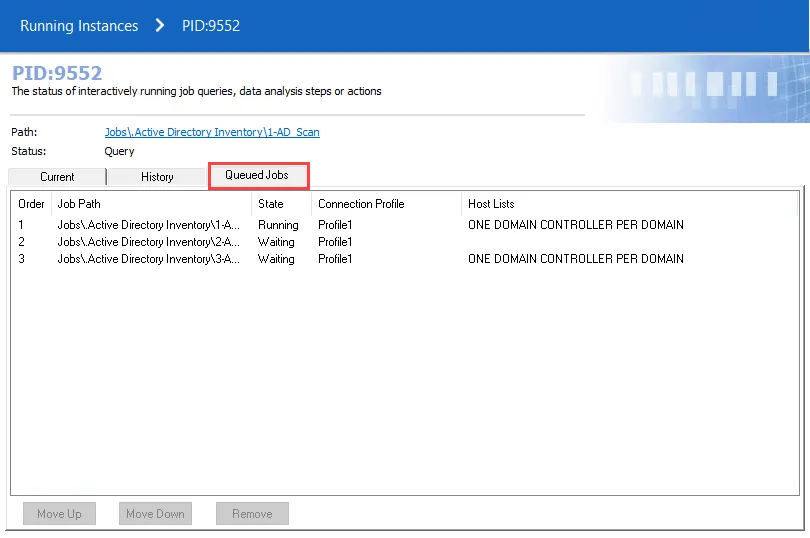 Running Instances > PID:9552
PID:9552
The status of interactively running job queries, data analysis steps or actions
Path: Jobs\.Active Directory Inventory\1-AD_Scan
Status: Query
Current History Queued Jobs
Order Job Path State Connection Profile Host Lists
1 Jobs\.Active Directory Inventory\1-A... Running Profile1 ONE DOMAIN CONTROLLER PER DOMAIN
2 Jobs\.Active Directory Inventory\2-A... Waiting Profile1
3 Jobs\.Active Directory Inventory\3-A... Waiting Profile1 ONE DOMAIN CONTROLLER PER DOMAIN
Move Up Move Down Remove